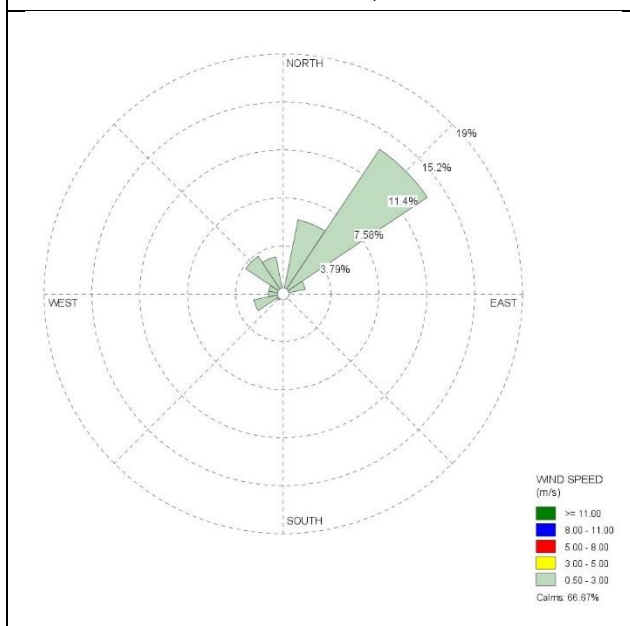 NORTH
19%
15.2%
11.4%
7.58%
3.79%
WEST
EAST
SOUTH
WIND SPEED
(m/s)
>= 11.00
8.00 - 11.00
5.00 - 8.00
3.00 - 5.00
0.50 - 3.00
Calms: 66.67%